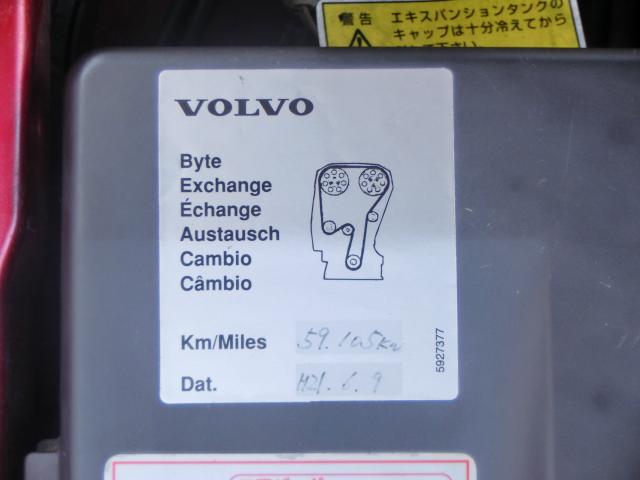 警告 エキスパンションタンクの
キャップは十分冷えてから
VOLVO
Byte
Exchange
Échange
Austausch
Cambio
Câmbio
Km/Miles 59.105Km
Dat. H21.6.9
5927377